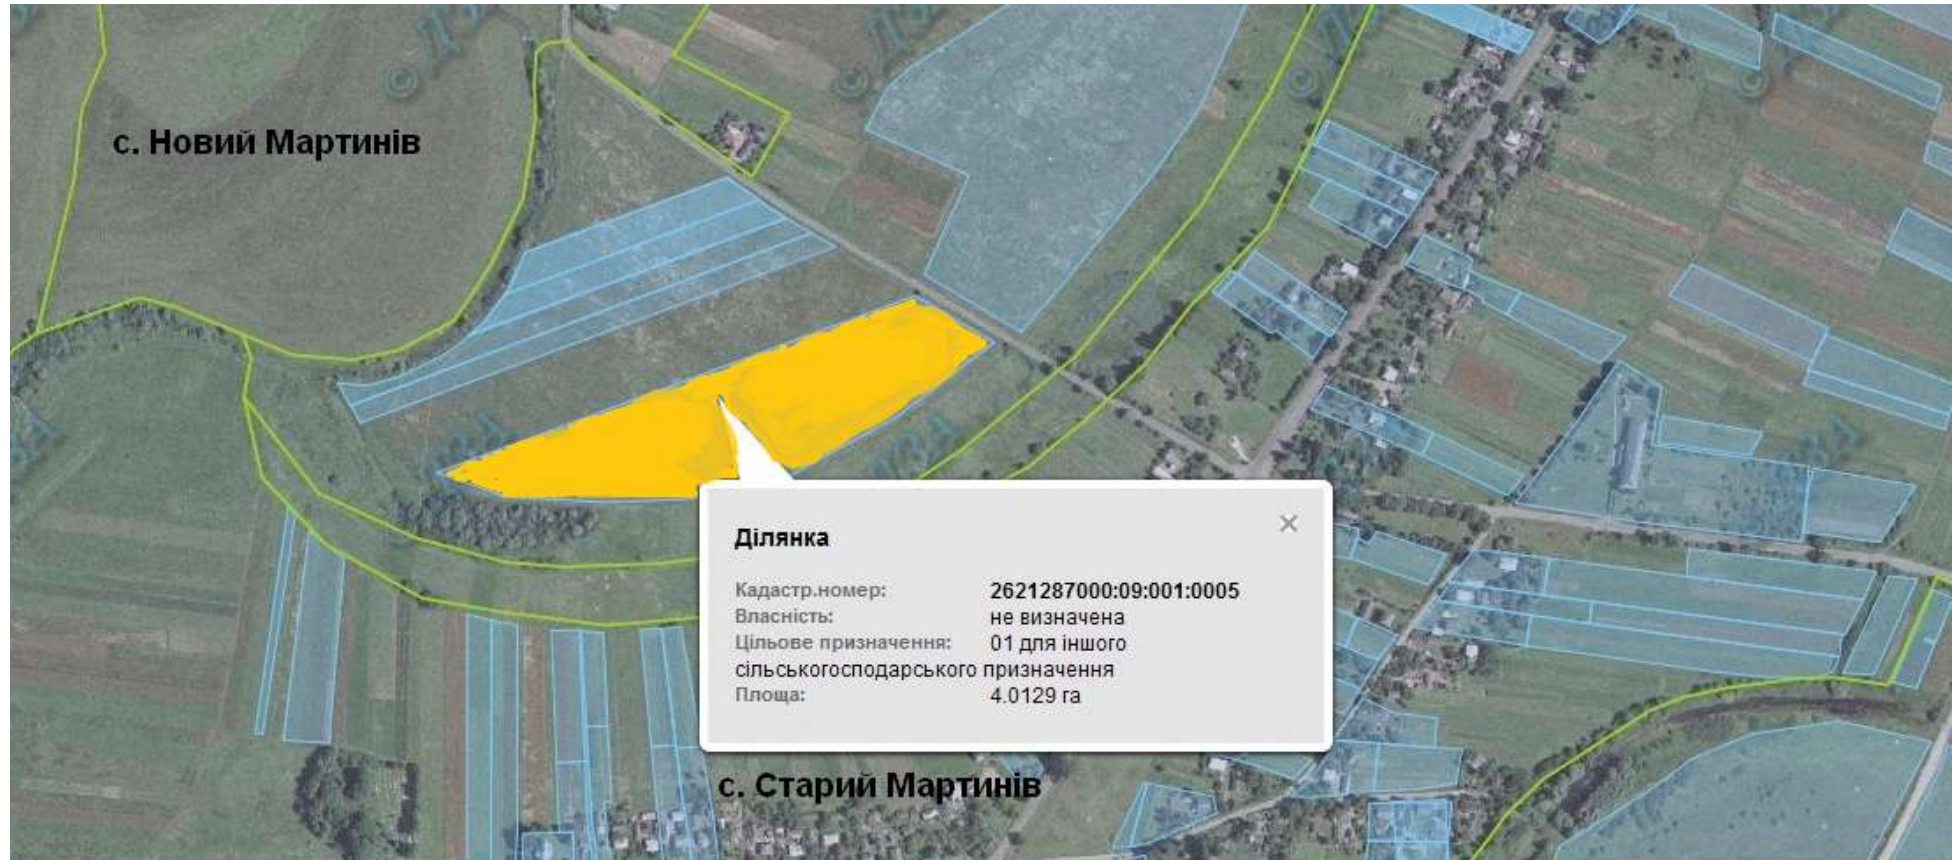 с. Новий Мартинів
Ділянка
Кадастр.номер: 2621287000:09:001:0005
Власність: не визначена
Цільове призначення: 01 для іншого
сільськогосподарського призначення
Площа: 4.0129 га
с. Старий Мартинів